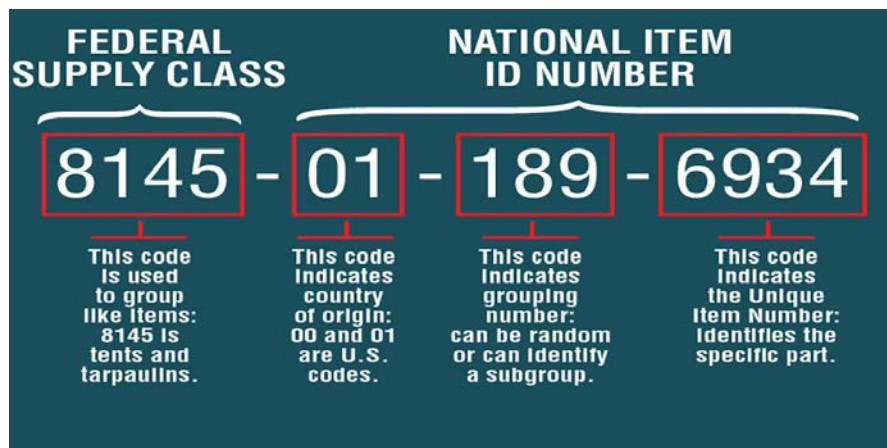 FEDERAL
SUPPLY CLASS
NATIONAL ITEM
ID NUMBER
8145 - 01 - 189 - 6934
This code
is used
to group
like items:
8145 is
tents and
tarpaulins.
This code
indicates
country
of origin:
00 and 01
are U.S.
codes.
This code
indicates
grouping
number:
can be random
or can identify
a subgroup.
This code
indicates
the Unique
Item Number:
identifies the
specific part.